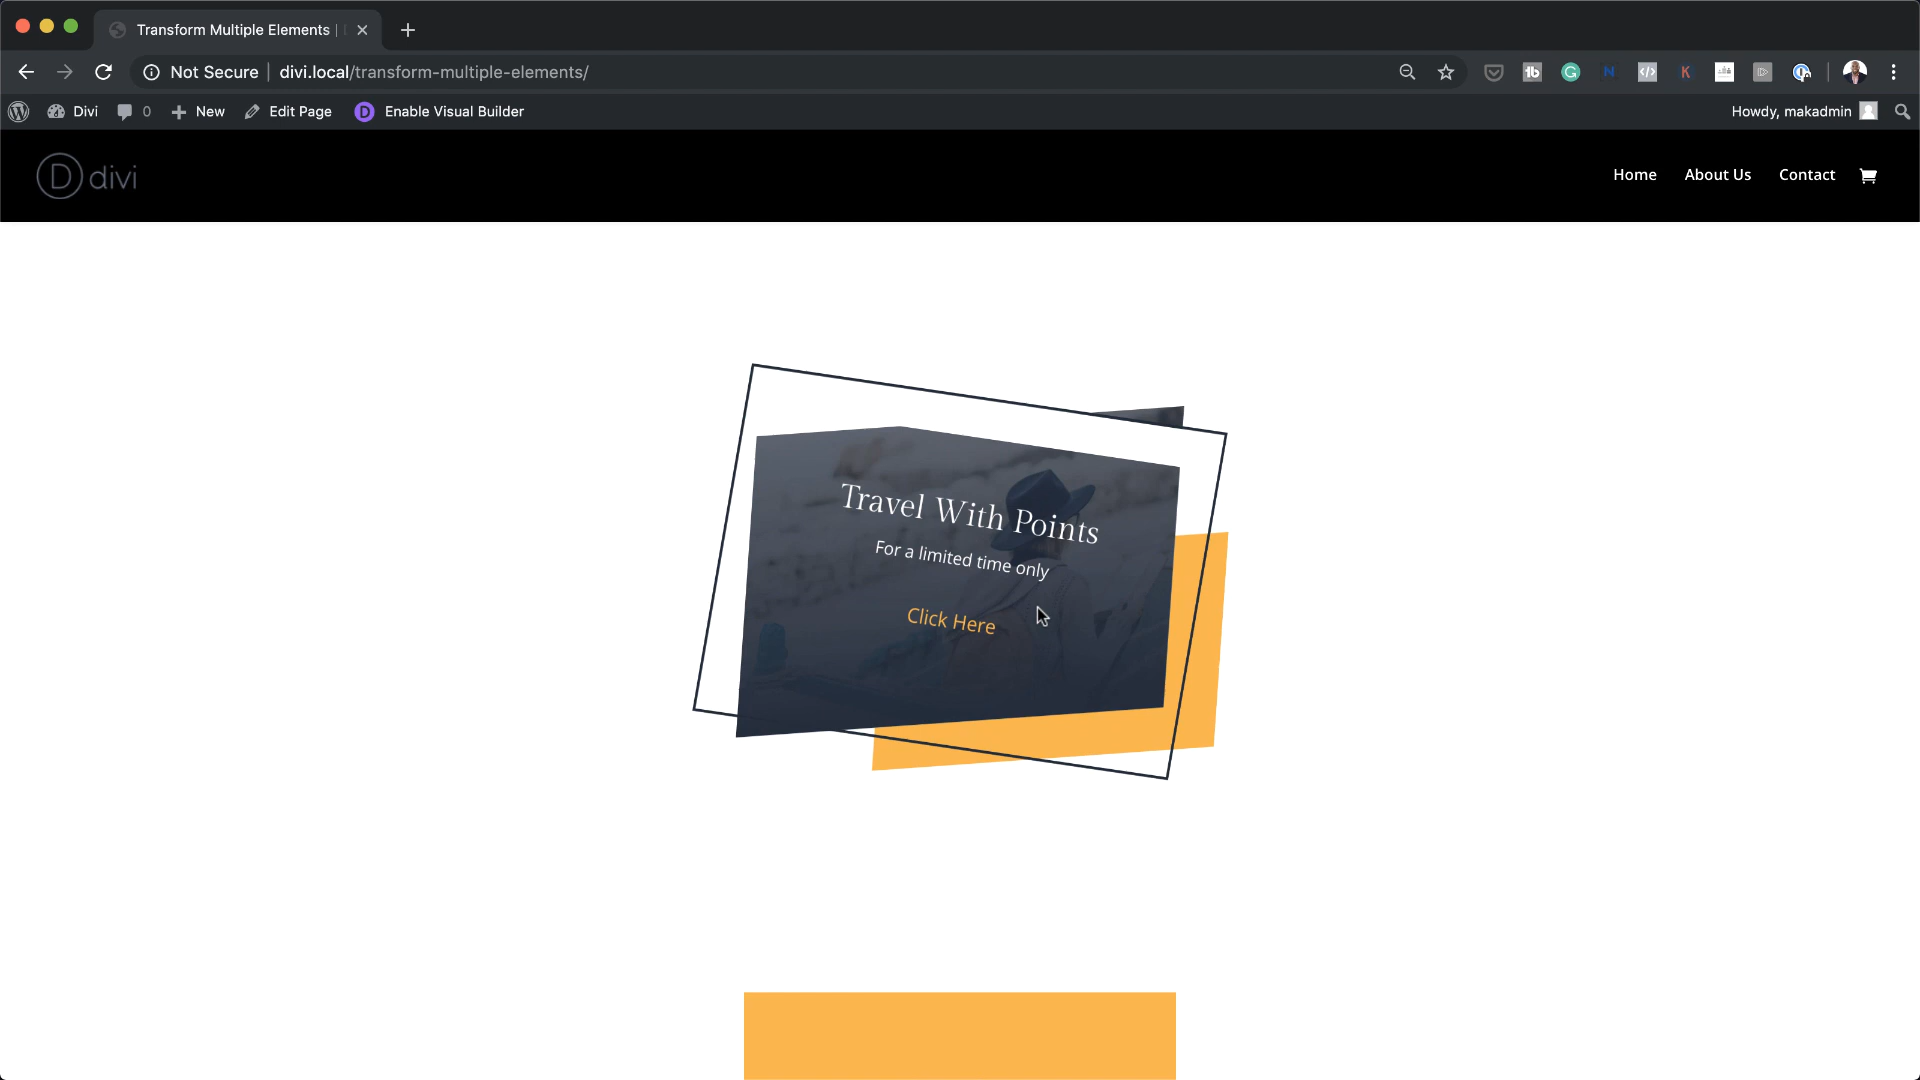 Transform Multiple Elements |
Not Secure | divi.local/transform-multiple-elements/
Divi 0 New Edit Page D Enable Visual Builder Howdy, makadmin
D divi Home About Us Contact
Travel With Points
For a limited time only
Click Here